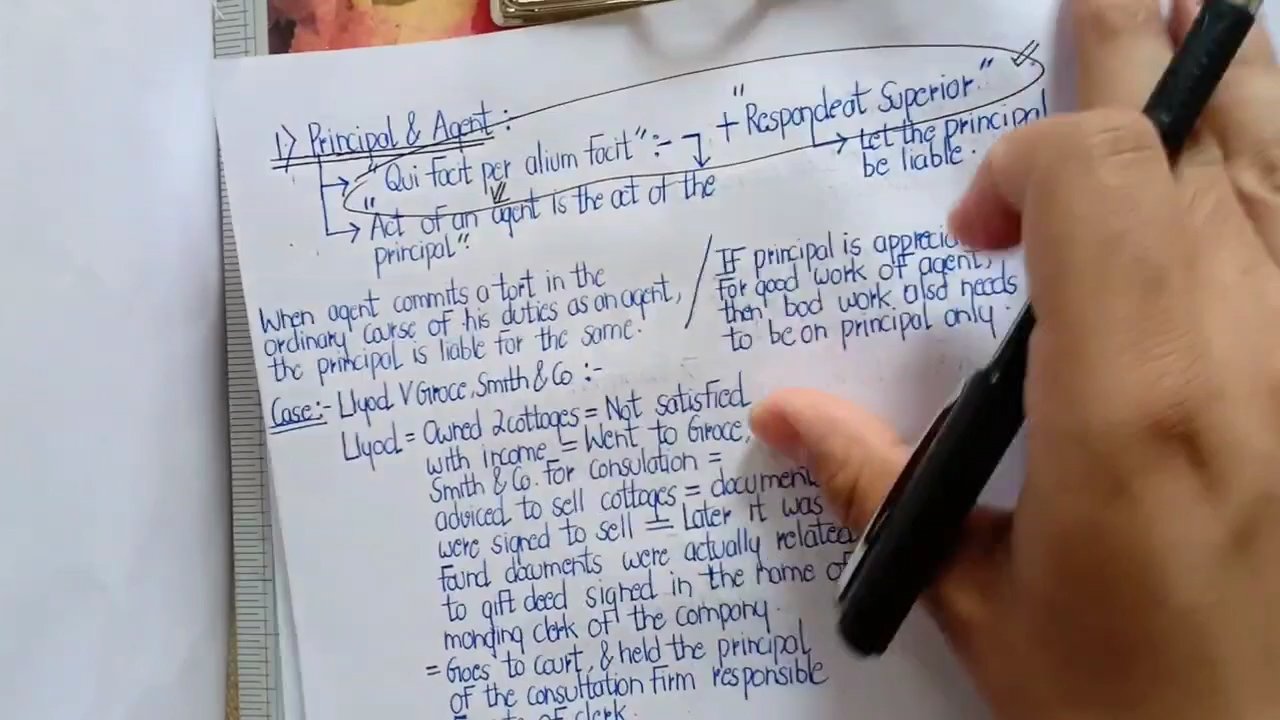 1) Principal & Agent:
"Qui facit per alium facit":- + "Respondeat Superior"
Let the principal
be liable.
"Act of an agent is the act of the
principal"
When agent commits a tort in the
ordinary course of his duties as an agent,
the principal is liable for the same.
If principal is
for good work of agent,
then bad work also needs
to be on principal only.
Case:- Llyod V Grace, Smith & Co :-
Llyod = Owned 2 cottages = Not satisfied
with income = Went to Grace,
Smith & Co. for consulation =
adviced to sell cottages =
were signed to sell = Later it was
found documents were actually related
to gift deed signed in the name of
manging clerk of the company.
= Goes to court, & held the principal
of the consultation firm responsible
of clerk.